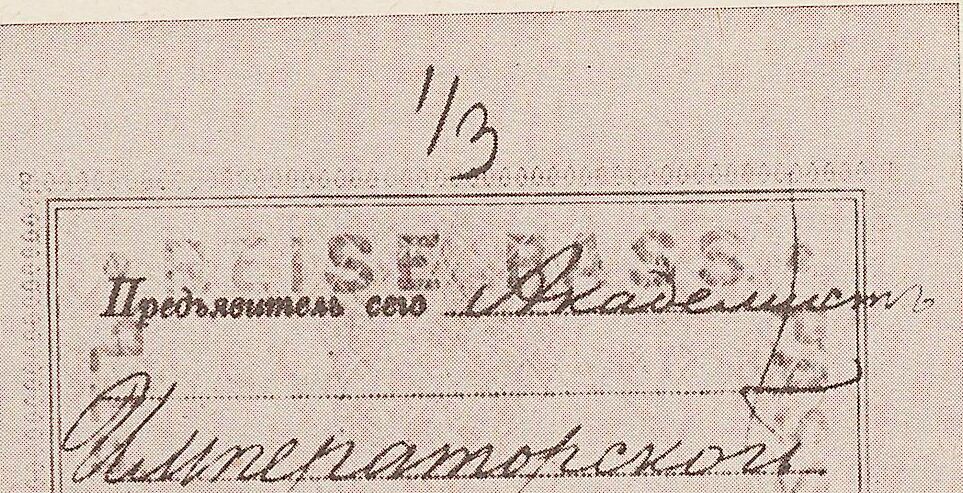 1/3
REISE PASS
Предъявитель сего Академистъ
Императорской